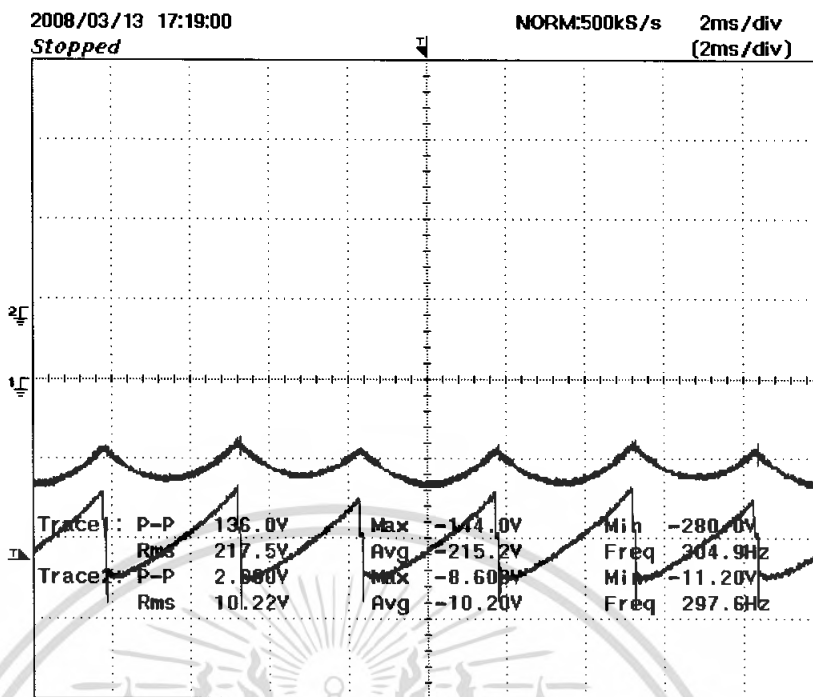 2008/03/13 17:19:00 NORM:500kS/s 2ms/div
Stopped (2ms/div)
T
2
1
T
Trace1: P-P 136.0V Max -144.0V Min -280.0V
Rms 217.5V Avg -215.2V Freq 304.9Hz
Trace2: P-P Max Min -11.20V
Rms 10.22V Avg -10.20V Freq 297.6Hz